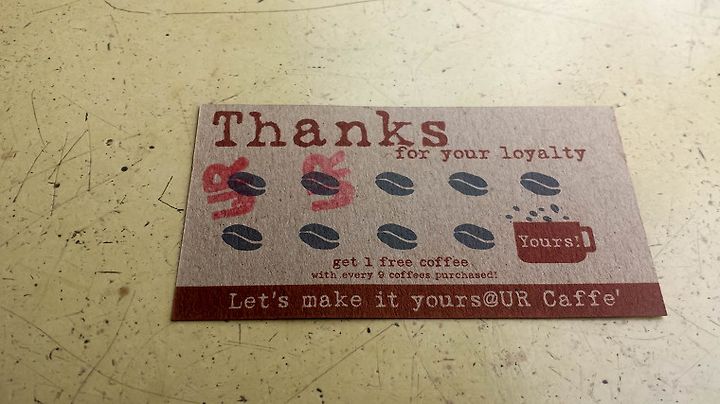 Thanks
for your loyalty
UR UR
Yours!
get 1 free coffee
with every 9 coffees purchased!
Let's make it yours@UR Caffe'